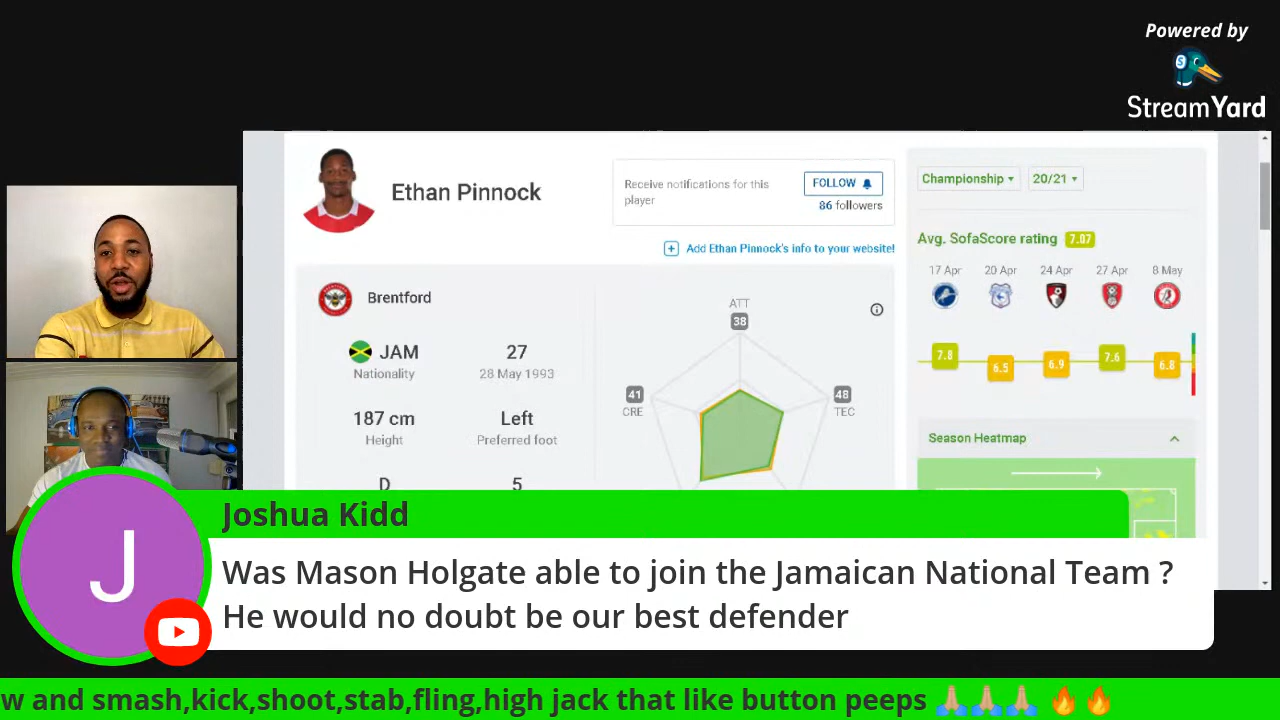 Powered by
StreamYard
Ethan Pinnock
Receive notifications for this
player
FOLLOW
86 followers
Add Ethan Pinnock's info to your website!
Brentford
JAM
Nationality
27
28 May 1993
187 cm
Height
Left
Preferred foot
D
5
ATT
38
41
CRE
48
TEC
Championship
20/21
Avg. SofaScore rating 7.07
17 Apr 20 Apr 24 Apr 27 Apr 8 May
7.8 6.5 6.9 7.6 6.8
Season Heatmap
J
Joshua Kidd
Was Mason Holgate able to join the Jamaican National Team ?
He would no doubt be our best defender
w and smash,kick,shoot,stab,fling,high jack that like button peeps 🙏🏽🙏🏽🙏🏽 🔥🔥